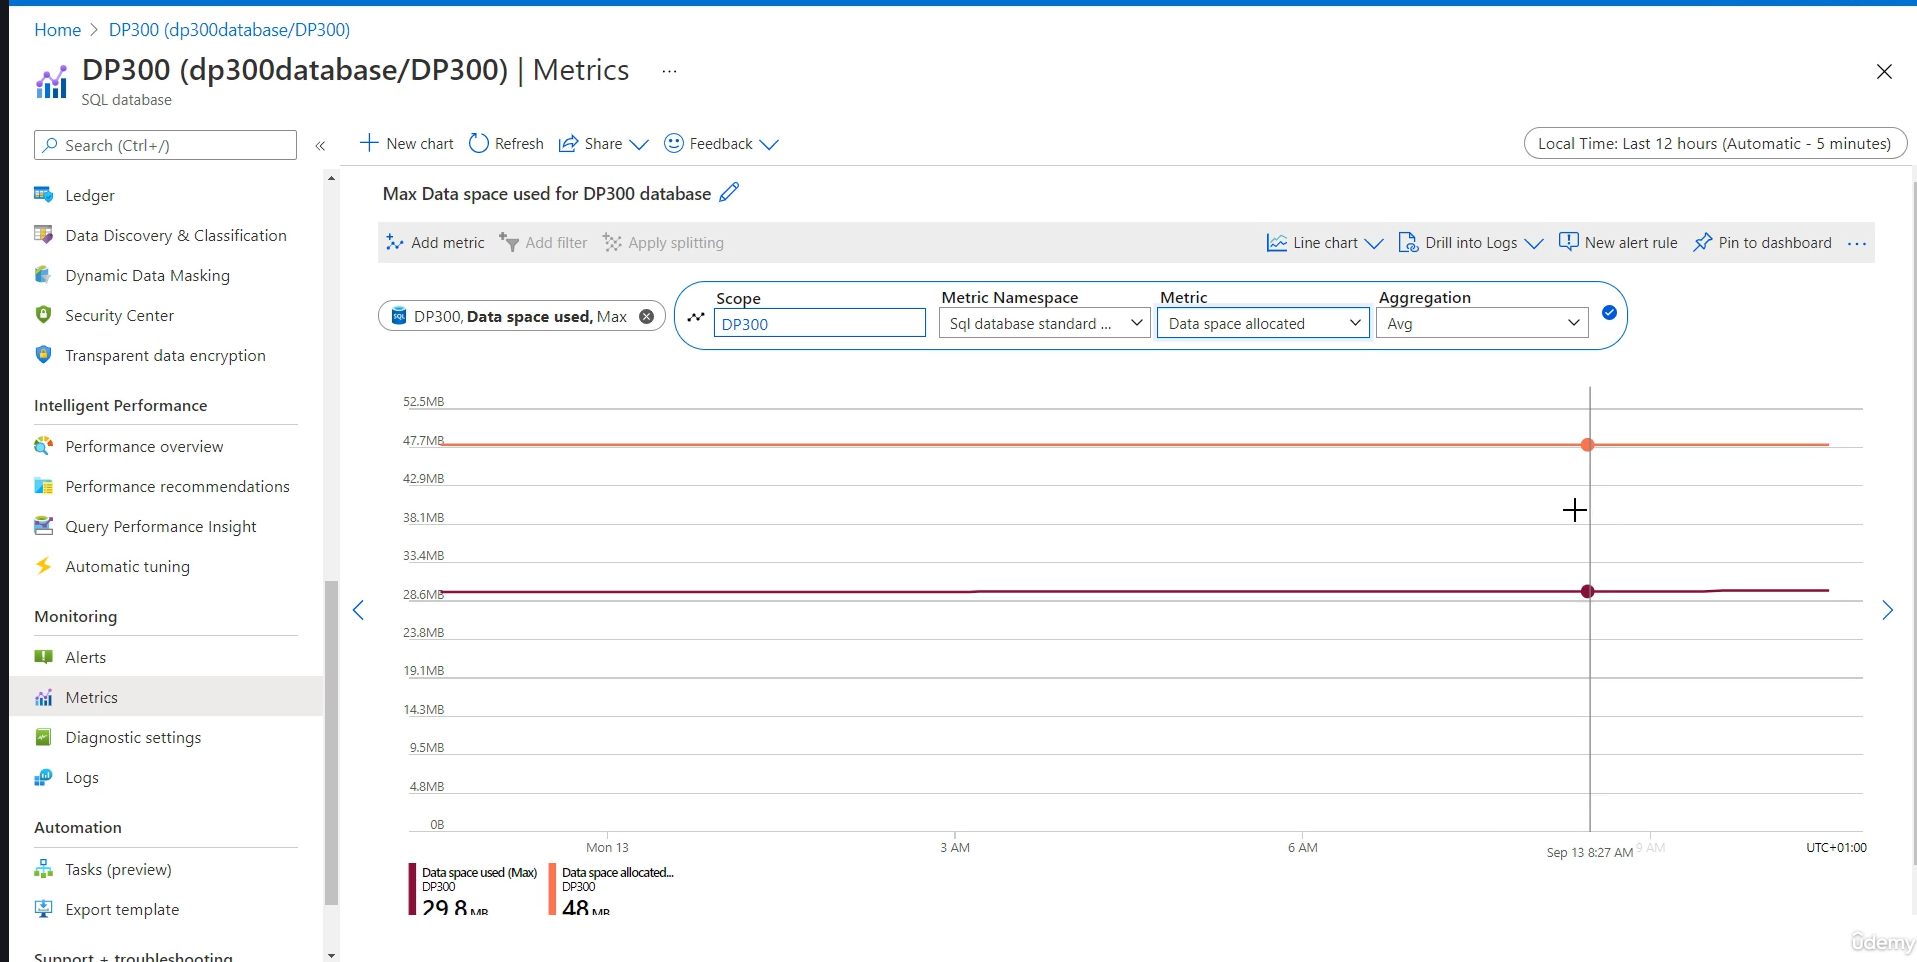 Home > DP300 (dp300database/DP300)
DP300 (dp300database/DP300) | Metrics ...
SQL database
Search (Ctrl+/)
«
New chart Refresh Share Feedback
Local Time: Last 12 hours (Automatic - 5 minutes)
Ledger
Data Discovery & Classification
Dynamic Data Masking
Security Center
Transparent data encryption
Intelligent Performance
Performance overview
Performance recommendations
Query Performance Insight
Automatic tuning
Monitoring
Alerts
Metrics
Diagnostic settings
Logs
Automation
Tasks (preview)
Export template
Support + troubleshooting
Max Data space used for DP300 database
Add metric Add filter Apply splitting
Line chart Drill into Logs New alert rule Pin to dashboard ...
SQL DP300, Data space used, Max
Scope
DP300
Metric Namespace
Sql database standard ...
Metric
Data space allocated
Aggregation
Avg
52.5MB
47.7MB
42.9MB
38.1MB
33.4MB
28.6MB
23.8MB
19.1MB
14.3MB
9.5MB
4.8MB
0B
Mon 13 3 AM 6 AM Sep 13 8:27 AM 9 AM UTC+01:00
Data space used (Max)
DP300
29.8 MB
Data space allocated...
DP300
48 MB
ûdemy